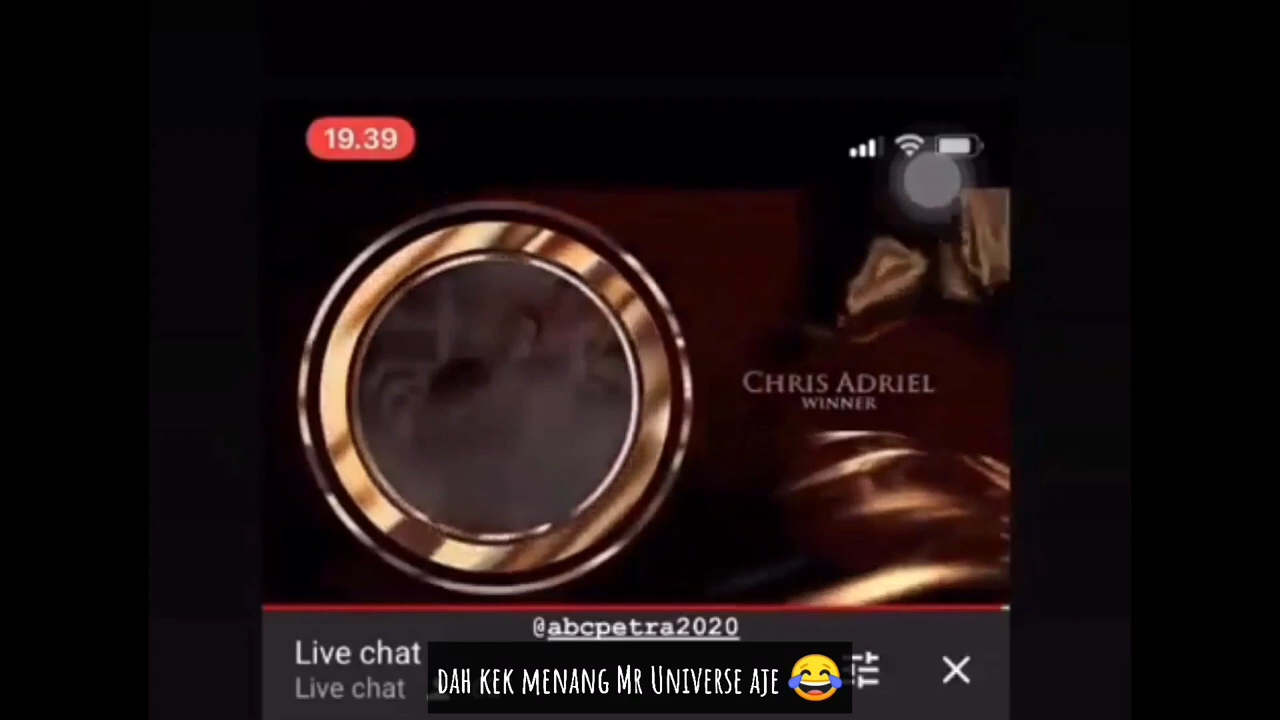 19.39
CHRIS ADRIEL
WINNER
@abcpetra2020
Live chat
Live chat
DAH KEK MENANG MR UNIVERSE AJE 😂